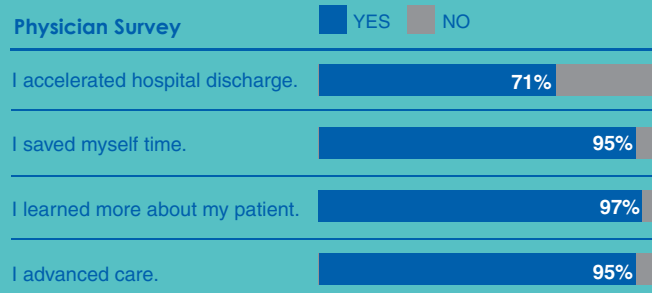 Physician Survey YES NO
I accelerated hospital discharge. 71%
I saved myself time. 95%
I learned more about my patient. 97%
I advanced care. 95%